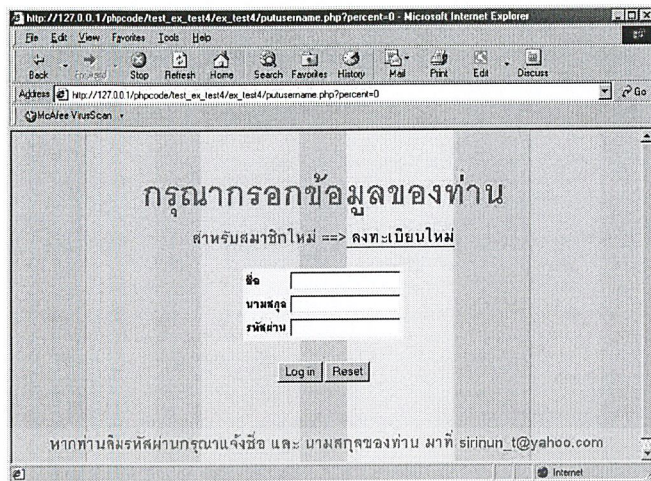 http://127.0.0.1/phpcode/test_ex_test4/ex_test4/putusername.php?percent=0 - Microsoft Internet Explorer
File Edit View Favorites Tools Help
Back Forward Stop Refresh Home Search Favorites History Mail Print Edit Discuss
Address http://127.0.0.1/phpcode/test_ex_test4/ex_test4/putusername.php?percent=0 Go
McAfee VirusScan
กรุณากรอกข้อมูลของท่าน
สำหรับสมาชิกใหม่ ==> ลงทะเบียนใหม่
ชื่อ
นามสกุล
รหัสผ่าน
Log in Reset
หากท่านลืมรหัสผ่านกรุณาแจ้งชื่อ และ นามสกุลของท่าน มาที่ sirinun_t@yahoo.com
Internet